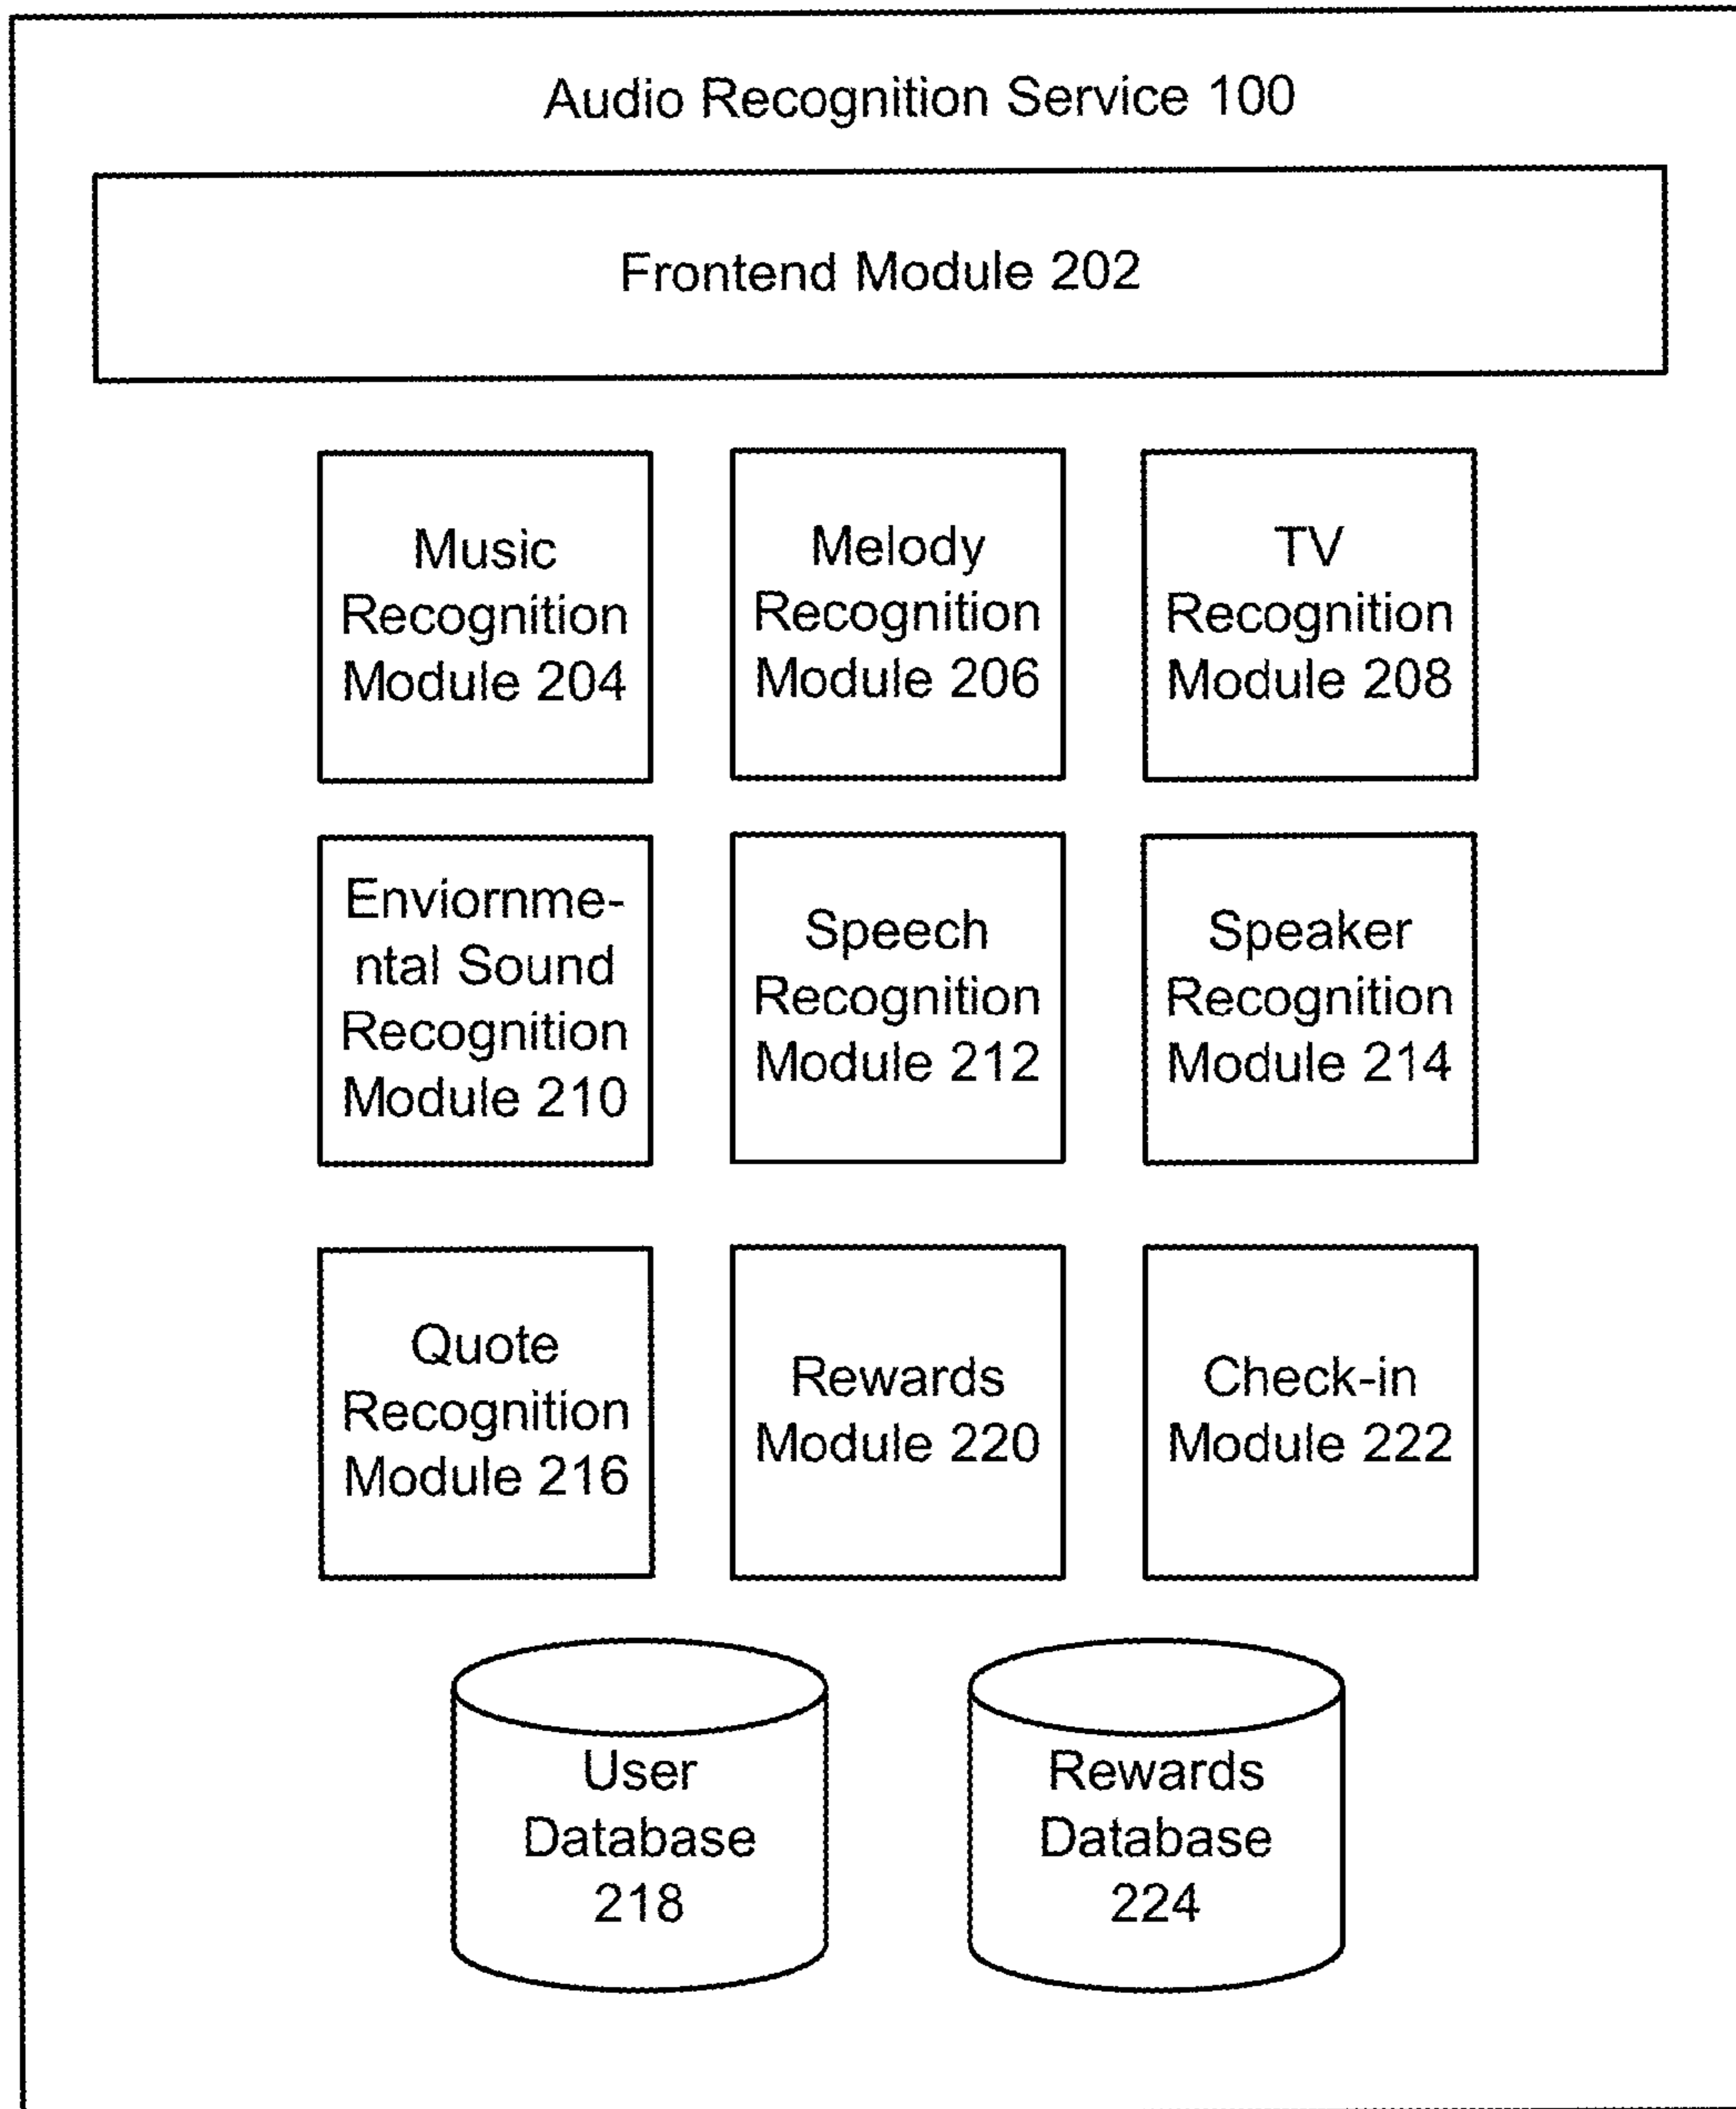 Audio Recognition Service 100
Frontend Module 202
Music
Recognition
Module 204
Melody
Recognition
Module 206
TV
Recognition
Module 208
Enviornme-
ntal Sound
Recognition
Module 210
Speech
Recognition
Module 212
Speaker
Recognition
Module 214
Quote
Recognition
Module 216
Rewards
Module 220
Check-in
Module 222
User
Database
218
Rewards
Database
224